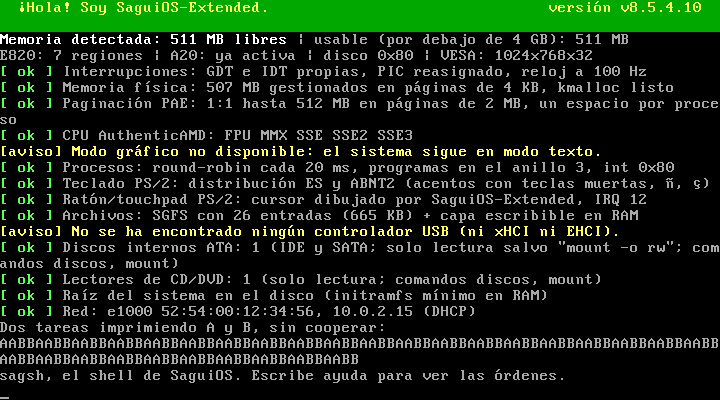 ¡Hola! Soy SaguiOS-Extended. versión v8.5.4.10
Memoria detectada: 511 MB libres ¦ usable (por debajo de 4 GB): 511 MB
E820: 7 regiones ¦ A20: ya activa ¦ disco 0x80 ¦ VESA: 1024x768x32
[ ok ] Interrupciones: GDT e IDT propias, PIC reasignado, reloj a 100 Hz
[ ok ] Memoria física: 507 MB gestionados en páginas de 4 KB, kmalloc listo
[ ok ] Paginación PAE: 1:1 hasta 512 MB en páginas de 2 MB, un espacio por proce
so
[ ok ] CPU AuthenticAMD: FPU MMX SSE SSE2 SSE3
[aviso] Modo gráfico no disponible: el sistema sigue en modo texto.
[ ok ] Procesos: round-robin cada 20 ms, programas en el anillo 3, int 0x80
[ ok ] Teclado PS/2: distribución ES y ABNT2 (acentos con teclas muertas, ñ, ç)
[ ok ] Ratón/touchpad PS/2: cursor dibujado por SaguiOS-Extended, IRQ 12
[ ok ] Archivos: SGFS con 26 entradas (665 KB) + capa escribible en RAM
[aviso] No se ha encontrado ningún controlador USB (ni xHCI ni EHCI).
[ ok ] Discos internos ATA: 1 (IDE y SATA; solo lectura salvo "mount -o rw"; com
andos discos, mount)
[ ok ] Lectores de CD/DVD: 1 (solo lectura; comandos discos, mount)
[ ok ] Raíz del sistema en el disco (initramfs mínimo en RAM)
[ ok ] Red: e1000 52:54:00:12:34:56, 10.0.2.15 (DHCP)
Dos tareas imprimiendo A y B, sin cooperar:
AABBAABBAABBAABBAABBAABBAABBAABBAABBAABBAABBAABBAABBAABBAABBAABBAABBAABBAABBAABB
AABBAABBAABBAABBAABBAABBAABBAABBAABBAABB
sagsh, el shell de SaguiOS. Escribe ayuda para ver las órdenes.